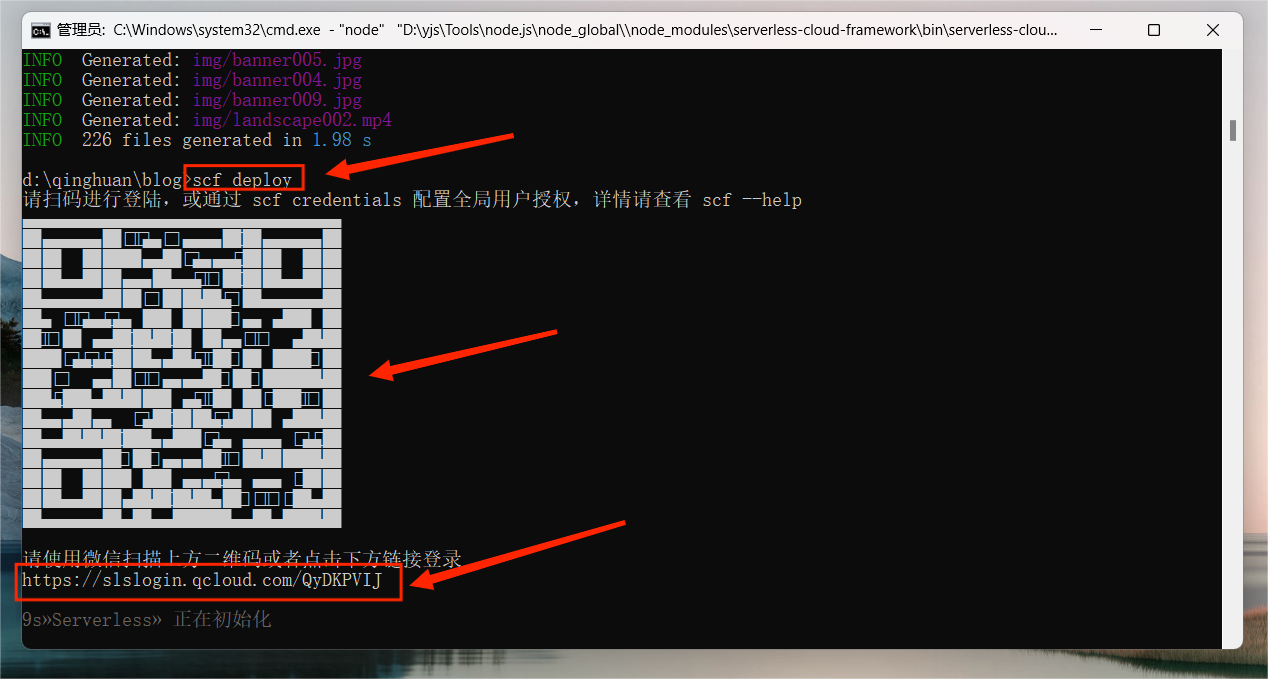 管理员: C:\Windows\system32\cmd.exe - "node" "D:\yjs\Tools\node.js\node_global\\node_modules\serverless-cloud-framework\bin\serverless-clou...
INFO Generated: img/banner005.jpg
INFO Generated: img/banner004.jpg
INFO Generated: img/banner009.jpg
INFO Generated: img/landscape002.mp4
INFO 226 files generated in 1.98 s
d:\qinghuan\blog>scf deploy
请扫码进行登陆，或通过 scf credentials 配置全局用户授权，详情请查看 scf --help
请使用微信扫描上方二维码或者点击下方链接登录
https://slslogin.qcloud.com/QyDKPVIJ
9s»Serverless» 正在初始化